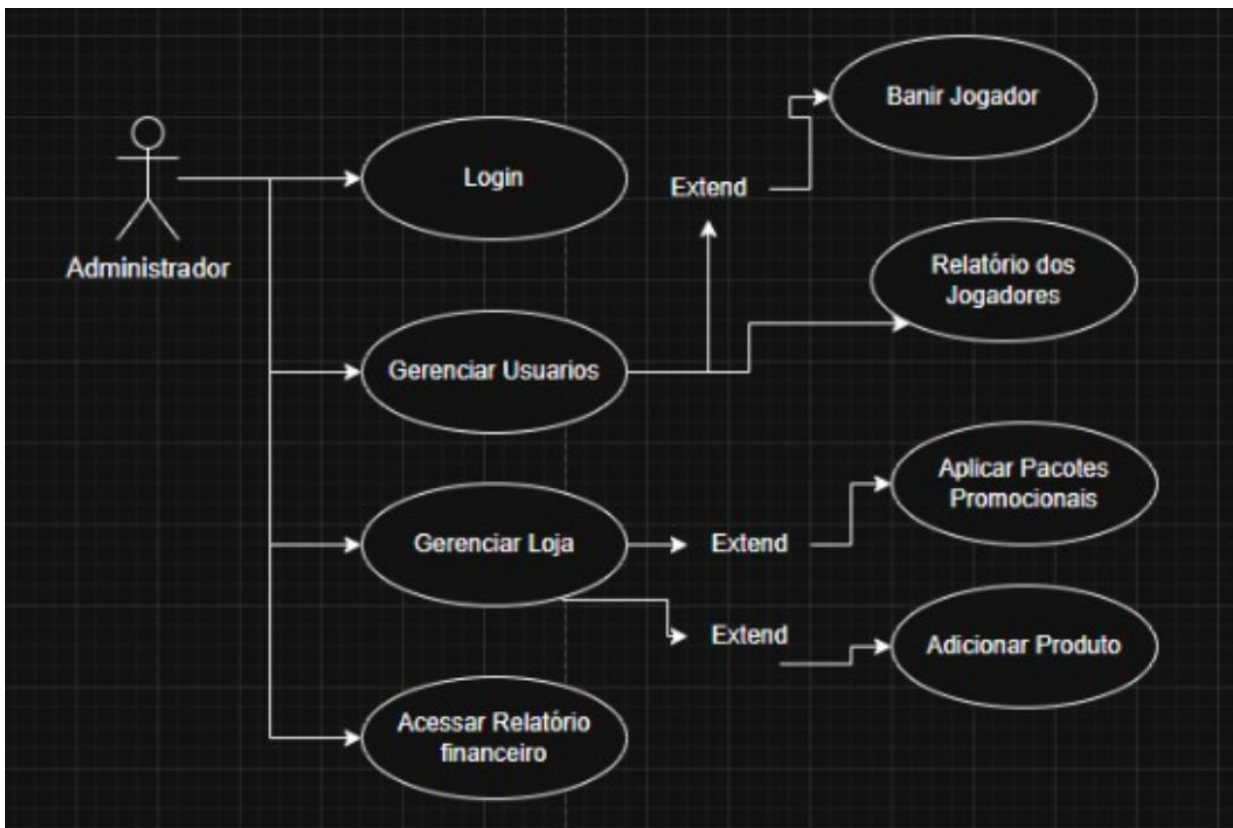 Banir Jogador
Login
Extend
Administrador
Relatório dos
Jogadores
Gerenciar Usuarios
Aplicar Pacotes
Promocionais
Gerenciar Loja
Extend
Extend
Adicionar Produto
Acessar Relatório
financeiro